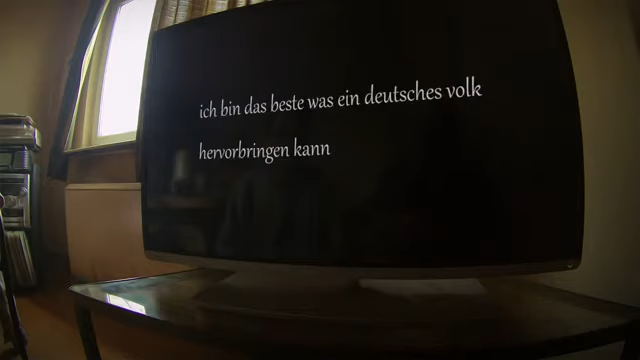 ich bin das beste was ein deutsches volk
hervorbringen kann